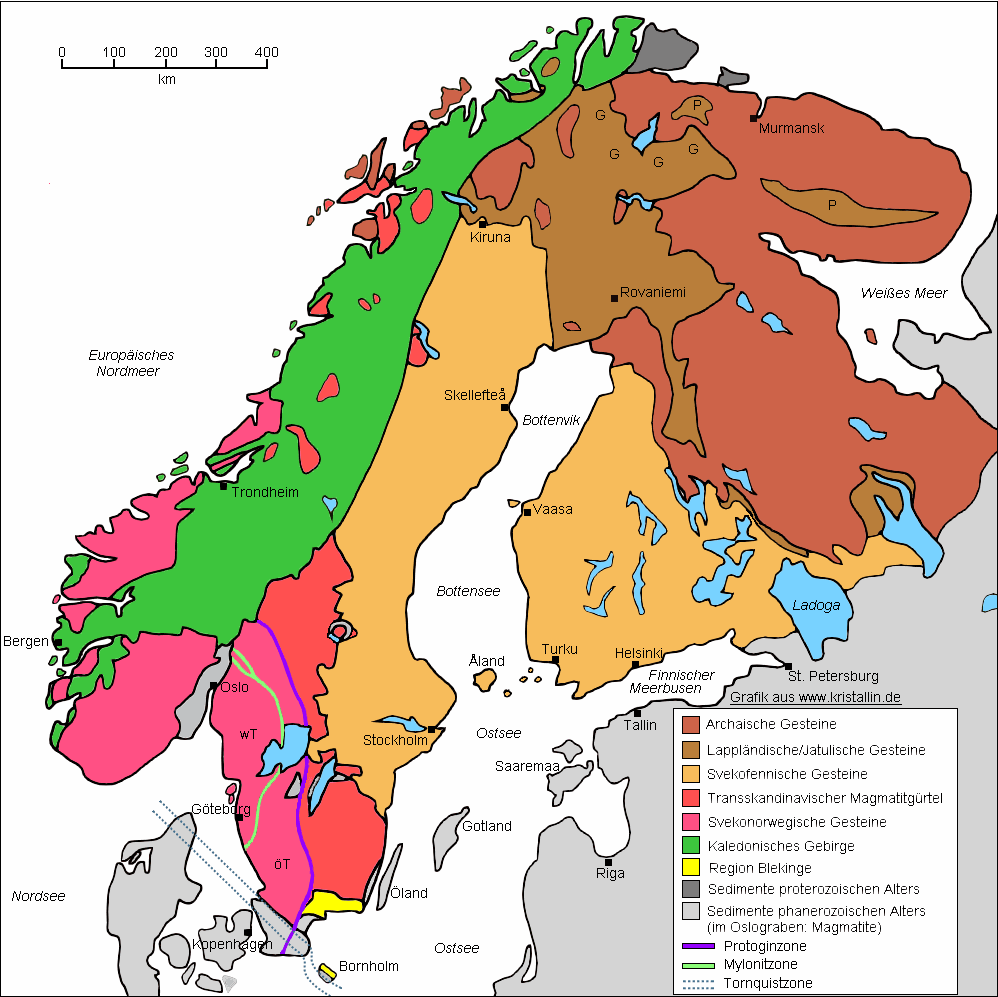 0 100 200 300 400
km
G
P
G
G
G
Murmansk
P
Kiruna
Rovaniemi
Weißes Meer
Europäisches
Nordmeer
Skellefteå
Bottenvik
Trondheim
Vaasa
Bottensee
Ladoga
Bergen
Turku
Helsinki
Åland
Finnischer
Meerbusen
St. Petersburg
Oslo
Grafik aus www.kristallin.de
wT
Stockholm
Ostsee
Tallin
Saaremaa
Göteborg
Gotland
öT
Riga
Nordsee
Öland
Kopenhagen
Ostsee
Bornholm
Archaische Gesteine
Lappländische/Jatulische Gesteine
Svekofennische Gesteine
Transskandinavischer Magmatitgürtel
Svekonorwegische Gesteine
Kaledonisches Gebirge
Region Blekinge
Sedimente proterozoischen Alters
Sedimente phanerozoischen Alters
(im Oslograben: Magmatite)
Protoginzone
Mylonitzone
Tornquistzone